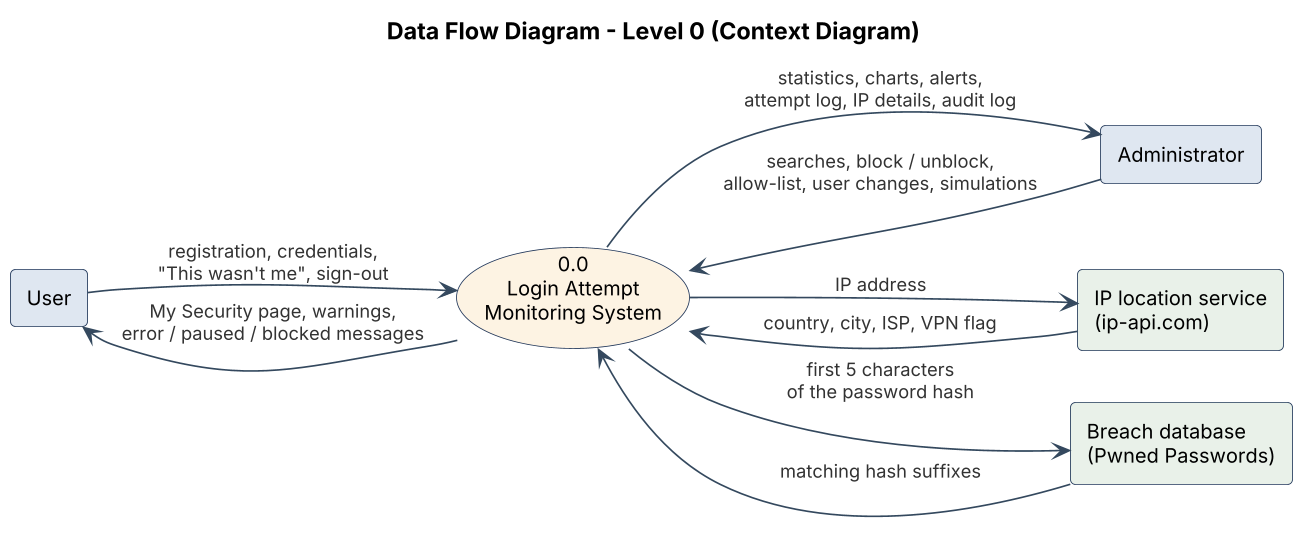 Data Flow Diagram - Level 0 (Context Diagram)
statistics, charts, alerts,
attempt log, IP details, audit log
Administrator
searches, block / unblock,
allow-list, user changes, simulations
registration, credentials,
"This wasn't me", sign-out
User
My Security page, warnings,
error / paused / blocked messages
0.0
Login Attempt
Monitoring System
IP address
IP location service
(ip-api.com)
country, city, ISP, VPN flag
first 5 characters
of the password hash
Breach database
(Pwned Passwords)
matching hash suffixes